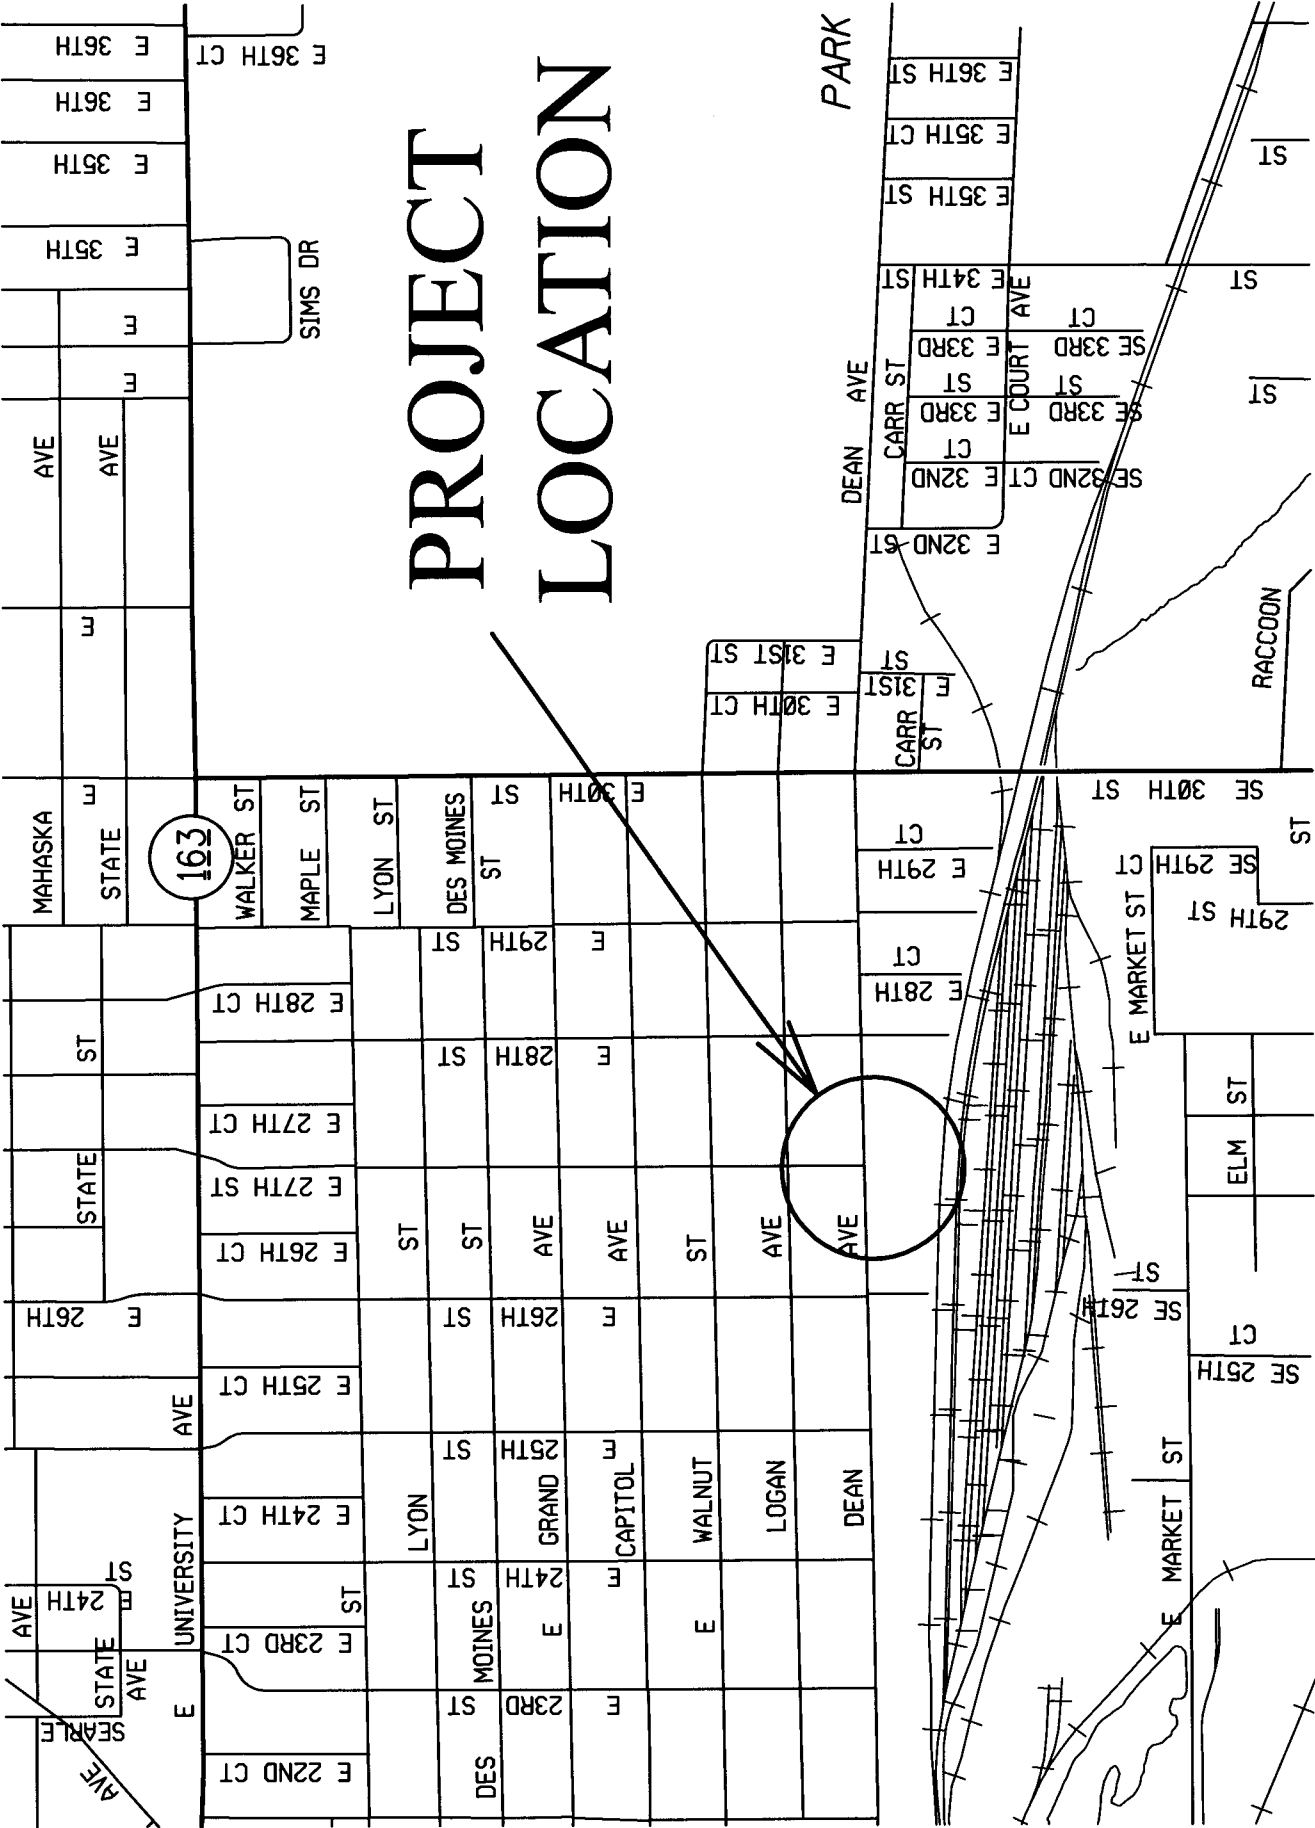 PROJECT
LOCATION
PARK
163
E 36TH
E 36TH CT
E 36TH
E 35TH
E 35TH
E
E
SIMS DR
AVE
AVE
E
E
MAHASKA
STATE
WALKER ST
MAPLE ST
LYON ST
DES MOINES
ST
E 30TH
ST
E 31ST ST
E 30TH CT
E 31ST
ST
CARR
ST
DEAN AVE
CARR ST
E 36TH ST
E 35TH CT
E 35TH ST
E 34TH ST
E 33RD
CT
E 33RD
ST
E 32ND
CT
E 32ND ST
E COURT AVE
SE 33RD
CT
SE 33RD
ST
SE 32ND CT
ST
ST
ST
RACCOON
ST
SE 30TH ST
SE 29TH CT
29TH ST
E MARKET ST
E 29TH
CT
E 28TH
CT
E 29TH ST
E 28TH ST
E 28TH CT
E 27TH CT
E 27TH ST
E 26TH CT
ST
STATE
E 26TH
ST
ST
AVE
AVE
ST
AVE
AVE
E 26TH ST
E 25TH CT
E 25TH ST
E 24TH CT
E 24TH ST
E 23RD CT
E 23RD ST
E 22ND CT
LYON
ST
GRAND
E
CAPITOL
WALNUT
E
LOGAN
DEAN
DES MOINES
E UNIVERSITY AVE
E 24TH
ST
AVE
STATE
AVE
SEARLE
AVE
ELM ST
SE 26TH
ST
SE 25TH
CT
E MARKET ST